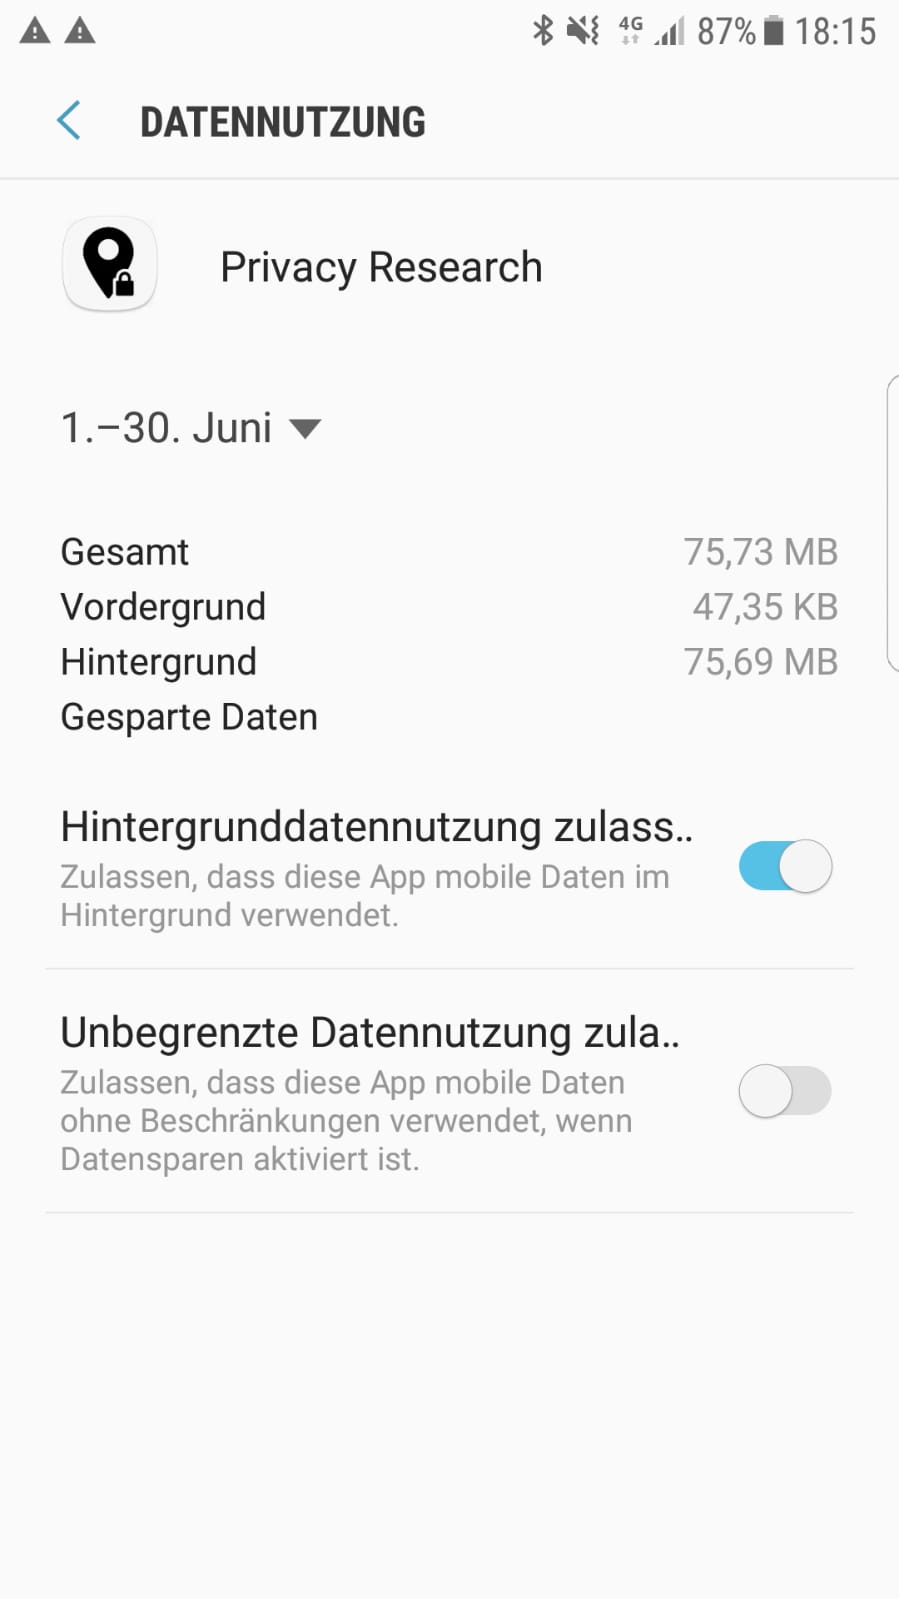 4G 87% 18:15
DATENNUTZUNG
Privacy Research
1.–30. Juni
Gesamt 75,73 MB
Vordergrund 47,35 KB
Hintergrund 75,69 MB
Gesparte Daten
Hintergrunddatennutzung zulass..
Zulassen, dass diese App mobile Daten im
Hintergrund verwendet.
Unbegrenzte Datennutzung zula..
Zulassen, dass diese App mobile Daten
ohne Beschränkungen verwendet, wenn
Datensparen aktiviert ist.